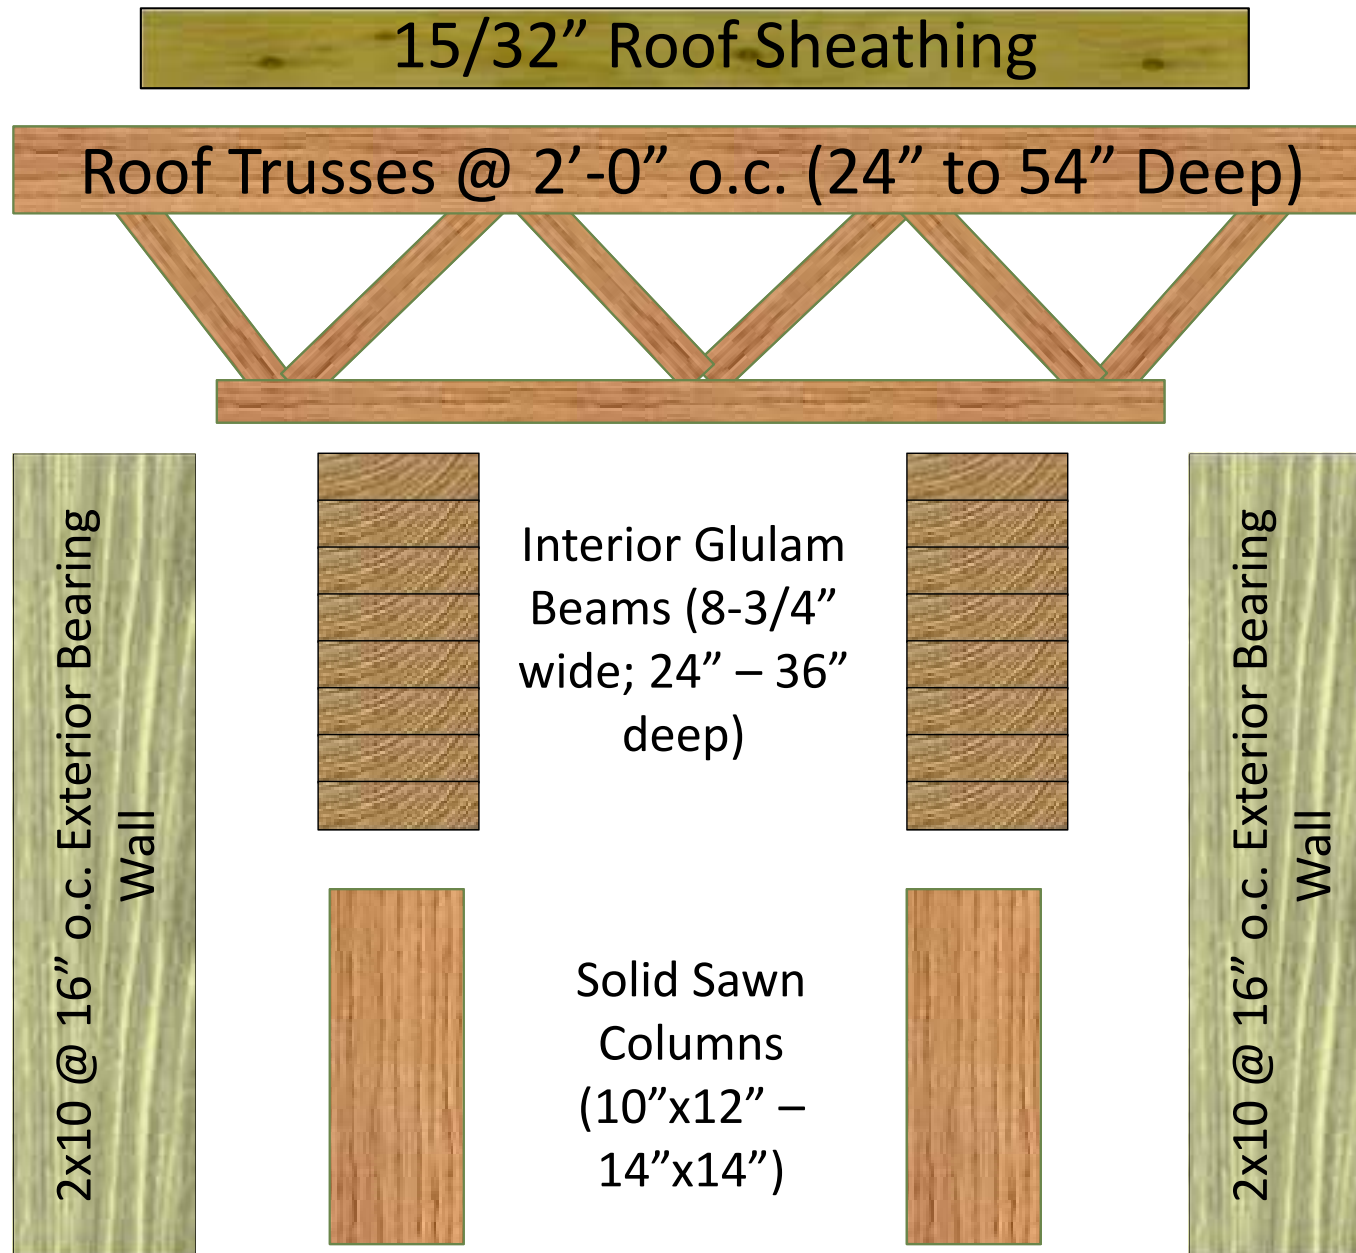 15/32” Roof Sheathing
Roof Trusses @ 2’-0” o.c. (24” to 54” Deep)
2x10 @ 16” o.c. Exterior Bearing
Wall
Interior Glulam
Beams (8-3/4”
wide; 24” – 36”
deep)
Solid Sawn
Columns
(10”x12” –
14”x14”)
2x10 @ 16” o.c. Exterior Bearing
Wall